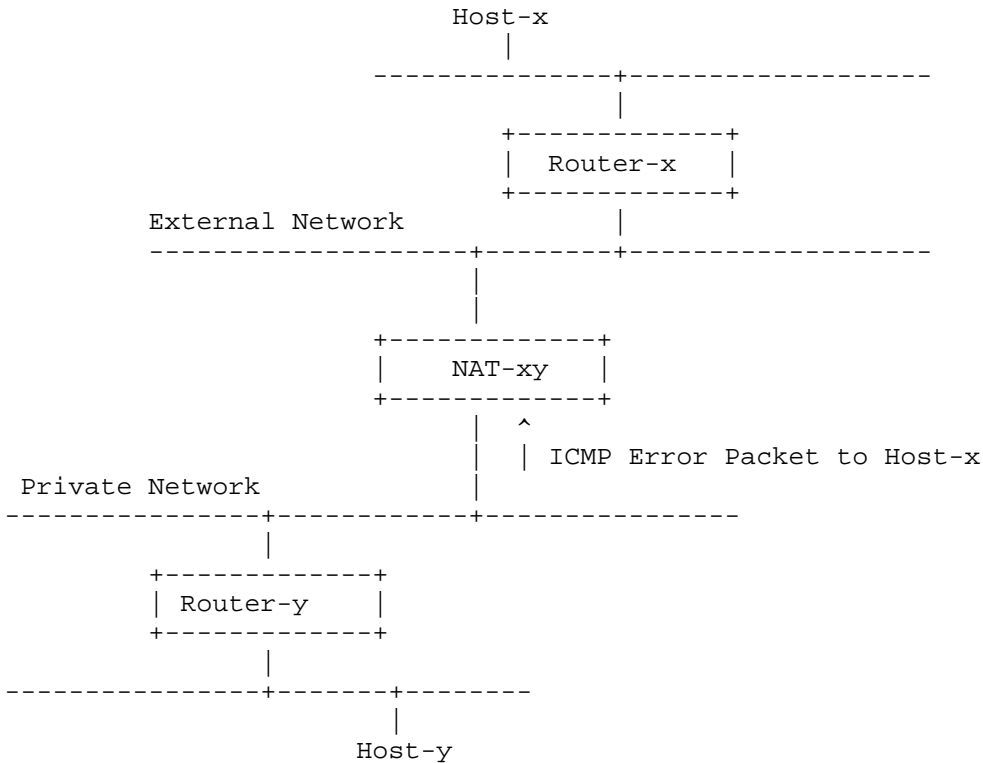 Host-x
Router-x
External Network
NAT-xy
ICMP Error Packet to Host-x
Private Network
Router-y
Host-y